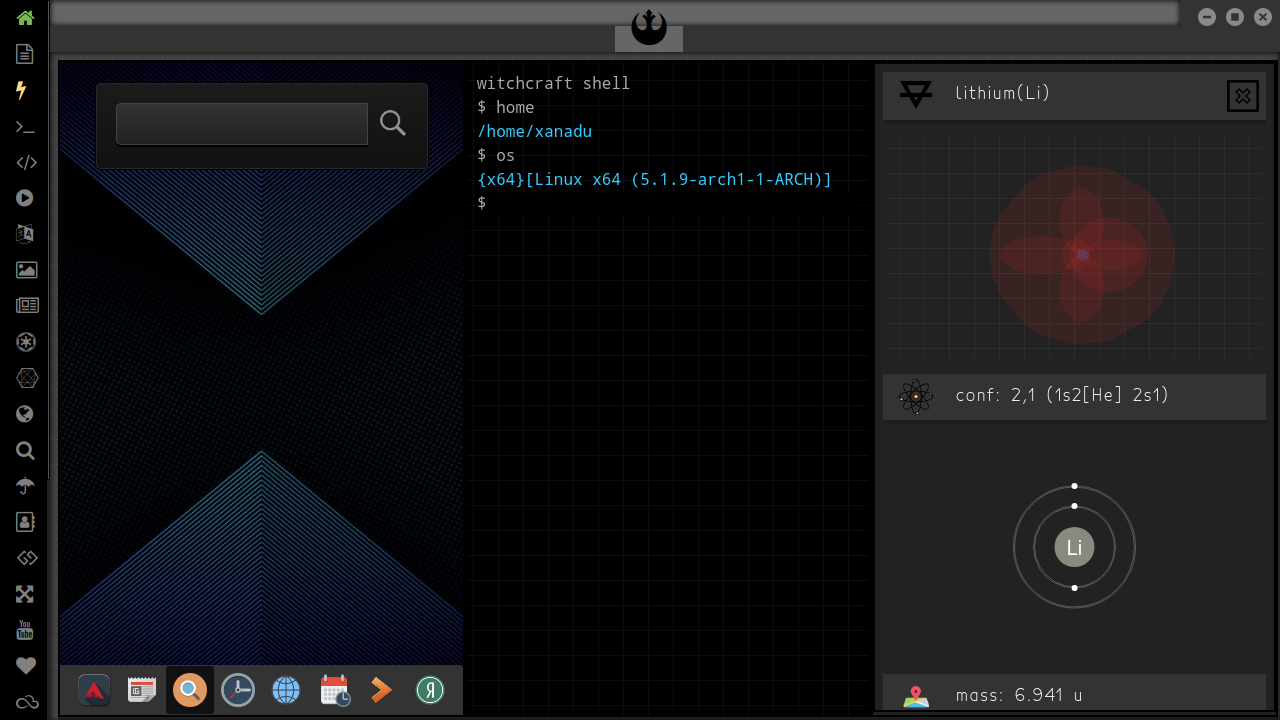 witchcraft shell
$ home
/home/xanadu
$ os
{x64}[Linux x64 (5.1.9-arch1-1-ARCH)]
$
lithium(Li)
conf: 2,1 (1s2[He] 2s1)
Li
mass: 6.941 u
You
Tube
Я